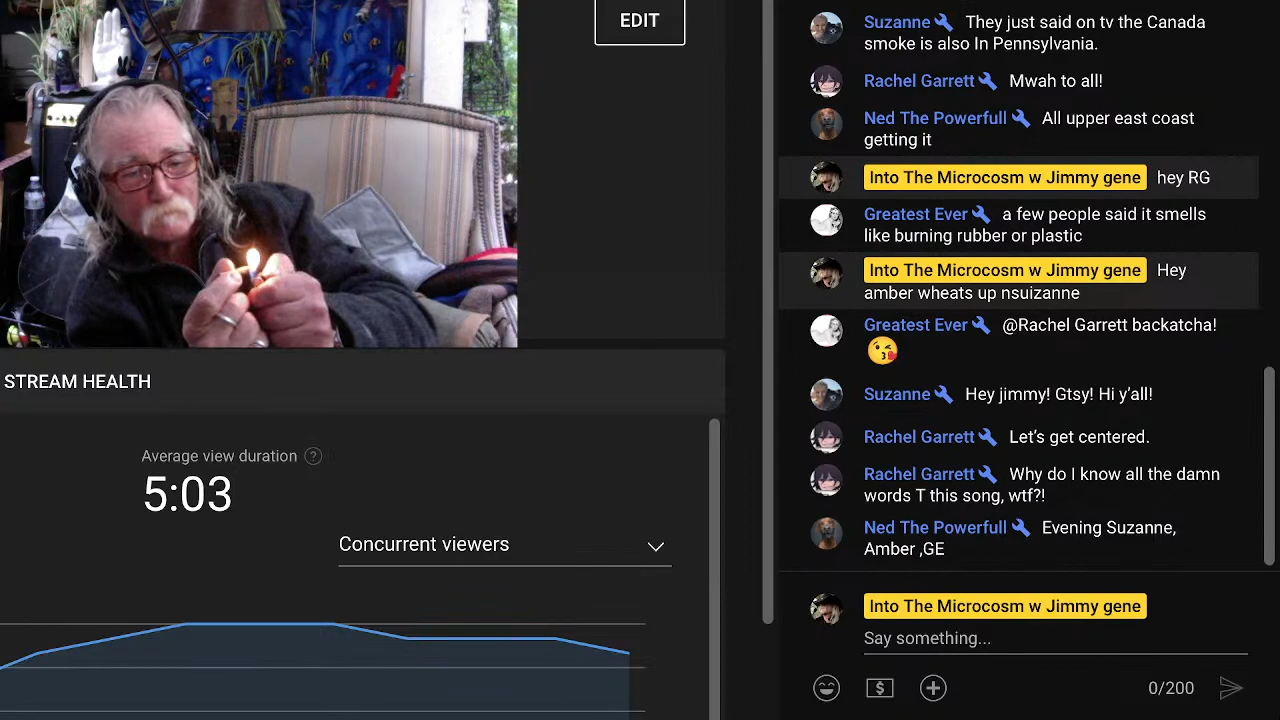 EDIT
STREAM HEALTH
Average view duration ?
5:03
Concurrent viewers
Suzanne They just said on tv the Canada
smoke is also In Pennsylvania.
Rachel Garrett Mwah to all!
Ned The Powerfull All upper east coast
getting it
Into The Microcosm w Jimmy gene hey RG
Greatest Ever a few people said it smells
like burning rubber or plastic
Into The Microcosm w Jimmy gene Hey
amber wheats up nsuizanne
Greatest Ever @Rachel Garrett backatcha!
Suzanne Hey jimmy! Gtsy! Hi y’all!
Rachel Garrett Let’s get centered.
Rachel Garrett Why do I know all the damn
words T this song, wtf?!
Ned The Powerfull Evening Suzanne,
Amber ,GE
Into The Microcosm w Jimmy gene
Say something...
$
0/200